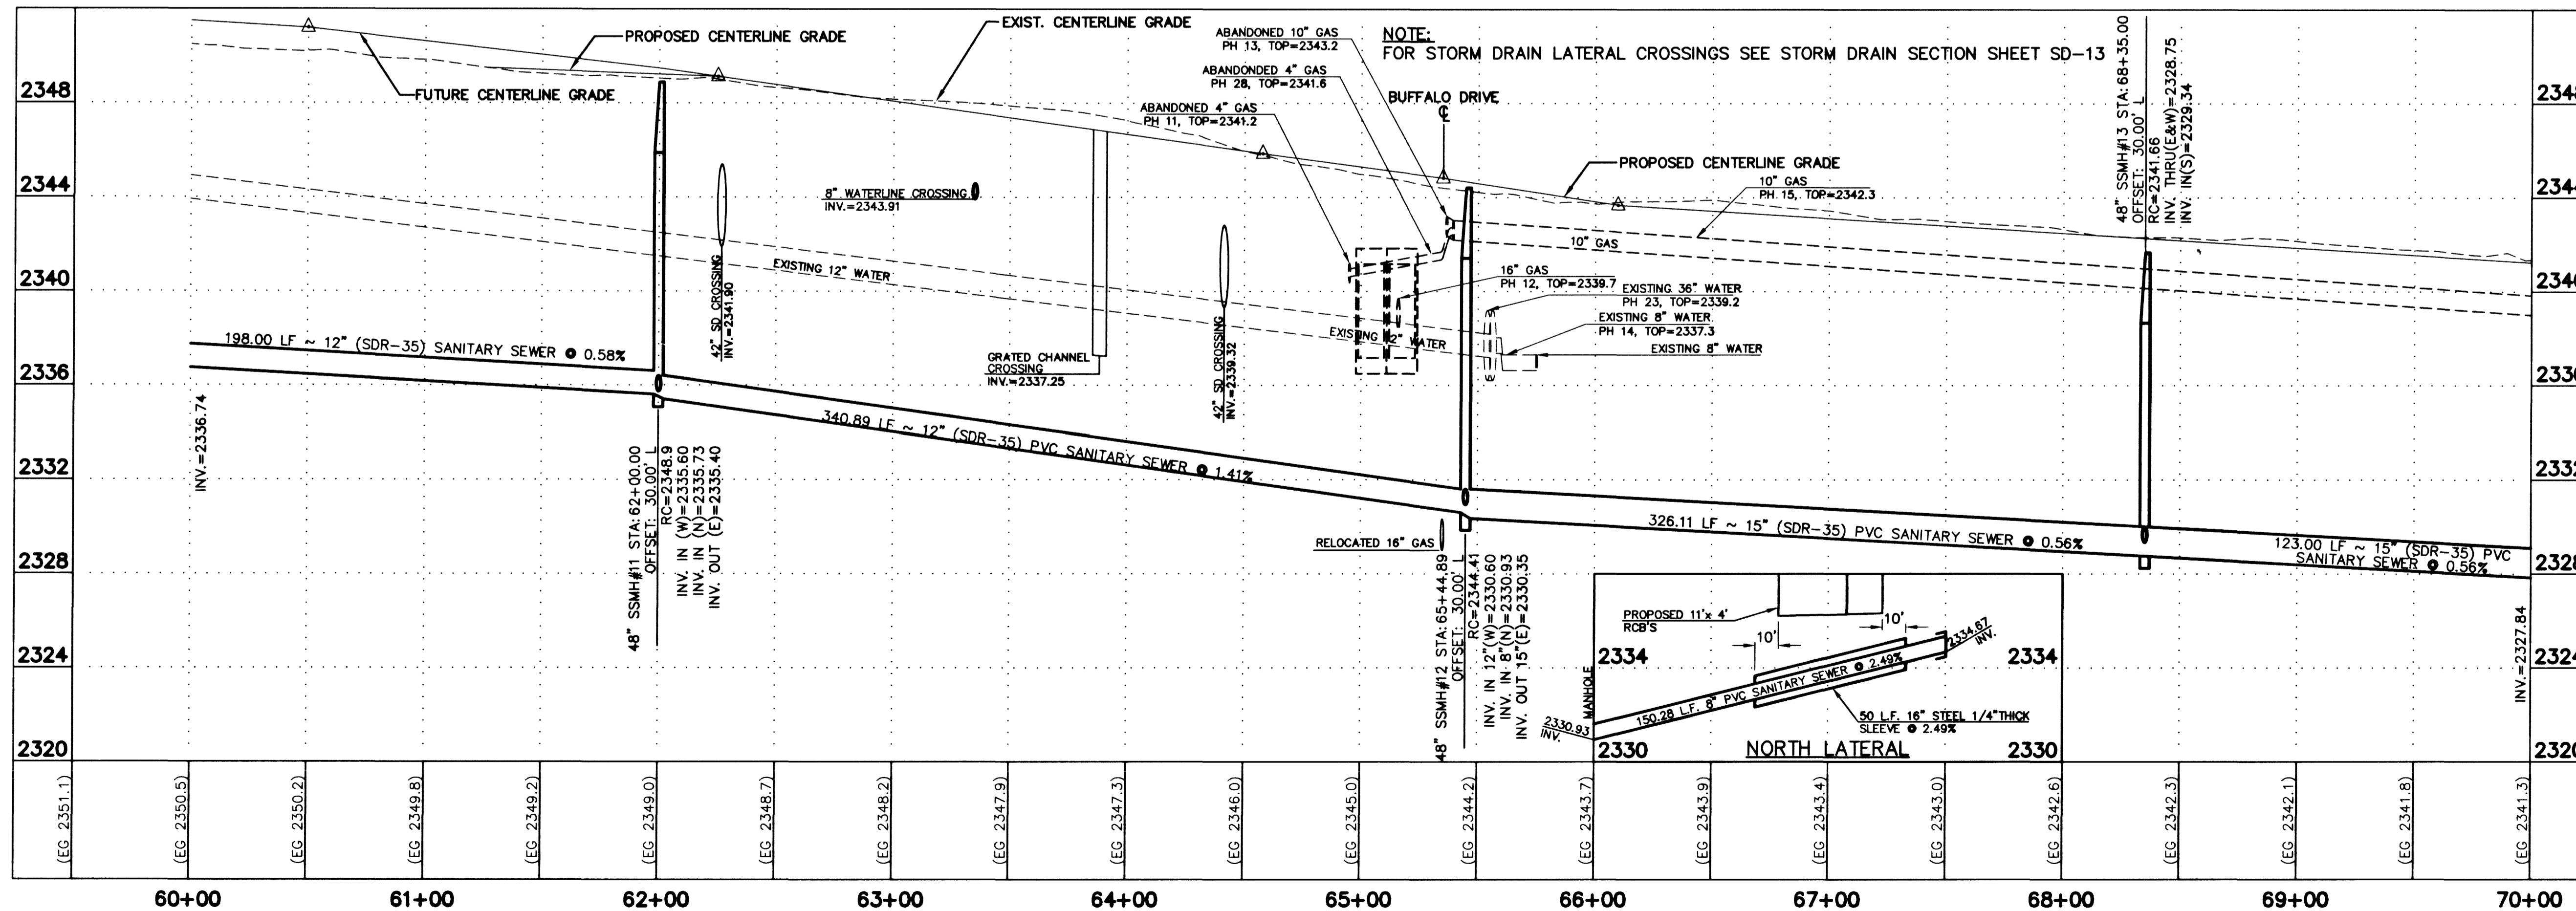 EXIST. CENTERLINE GRADE
PROPOSED CENTERLINE GRADE
FUTURE CENTERLINE GRADE
ABANDONED 10" GAS
PH 13, TOP=2343.2
ABANDONDED 4" GAS
PH 28, TOP=2341.6
ABANDONED 4" GAS
PH 11, TOP=2341.2
BUFFALO DRIVE
NOTE:
FOR STORM DRAIN LATERAL CROSSINGS SEE STORM DRAIN SECTION SHEET SD-13
PROPOSED CENTERLINE GRADE
10" GAS
PH 15, TOP=2342.3
10" GAS
48" SSMH#13 STA:68+35.00
OFFSET: 30.00' L
RC=2341.66
INV. THRU(E&W)=2328.75
INV. IN(S)=2329.34
2348
2344
2340
2336
2332
2328
2324
2320
8" WATERLINE CROSSING
INV.=2343.91
EXISTING 12" WATER
42" SD CROSSING
INV.=2341.90
GRATED CHANNEL
CROSSING
INV.=2337.25
42" SD CROSSING
INV.=2339.32
16" GAS
PH 12, TOP=2339.7
EXISTING 36" WATER
PH 23, TOP=2339.2
EXISTING 8" WATER
PH 14, TOP=2337.3
EXISTING 8" WATER
EXISTING 12" WATER
198.00 LF ~ 12" (SDR-35) SANITARY SEWER @ 0.58%
INV.=2336.74
340.89 LF ~ 12" (SDR-35) PVC SANITARY SEWER @ 1.41%
48" SSMH#11 STA:62+00.00
OFFSET: 30.00' L
RC=2348.9
INV. IN (W)=2335.60
INV. IN (N)=2335.73
INV. OUT (E)=2335.40
RELOCATED 16" GAS
48" SSMH#12 STA:65+44.89
OFFSET: 30.00' L
RC=2344.41
INV. IN 12"(W)=2330.60
INV. IN 8"(N)=2330.93
INV. OUT 15"(E)=2330.35
326.11 LF ~ 15" (SDR-35) PVC SANITARY SEWER @ 0.56%
123.00 LF ~ 15" (SDR-35) PVC
SANITARY SEWER @ 0.56%
INV.=2327.84
PROPOSED 11'x 4'
RCB'S
10'
10'
2334
2334
2334.67
INV.
MANHOLE
150.28 L.F. 8" PVC SANITARY SEWER @ 2.49%
2330.93
INV.
50 L.F. 16" STEEL 1/4"THICK
SLEEVE @ 2.49%
2330
NORTH LATERAL
2330
2324
2320
(EG 2351.1)
(EG 2350.5)
(EG 2350.2)
(EG 2349.8)
(EG 2349.2)
(EG 2349.0)
(EG 2348.7)
(EG 2348.2)
(EG 2347.9)
(EG 2347.3)
(EG 2346.0)
(EG 2345.0)
(EG 2344.2)
(EG 2343.7)
(EG 2343.9)
(EG 2343.4)
(EG 2343.0)
(EG 2342.6)
(EG 2342.3)
(EG 2342.1)
(EG 2341.8)
(EG 2341.3)
60+00
61+00
62+00
63+00
64+00
65+00
66+00
67+00
68+00
69+00
70+00